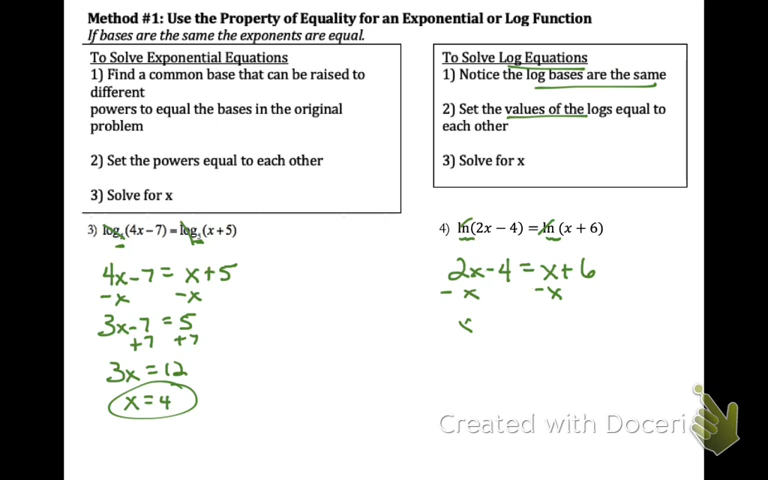 Method #1: Use the Property of Equality for an Exponential or Log Function
If bases are the same the exponents are equal.
To Solve Exponential Equations
1) Find a common base that can be raised to
different
powers to equal the bases in the original
problem
2) Set the powers equal to each other
3) Solve for x
To Solve Log Equations
1) Notice the log bases are the same
2) Set the values of the logs equal to
each other
3) Solve for x
3) log (4x – 7) = log (x + 5)
4x - 7 = x + 5
- x - x
3x - 7 = 5
+7 +7
3x = 12
x = 4
4) ln(2x − 4) = ln (x + 6)
2x - 4 = x + 6
- x - x
Created with Doceri